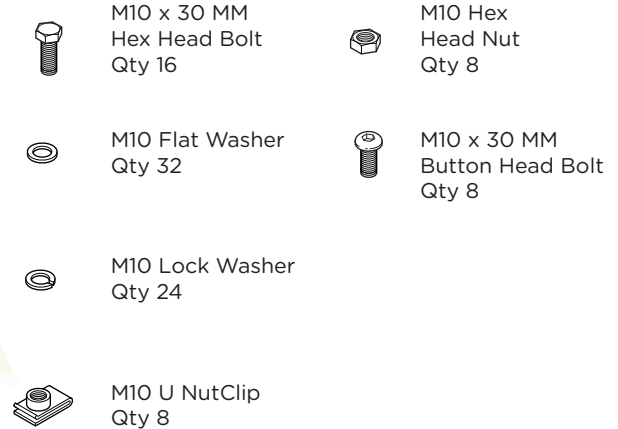 M10 x 30 MM
Hex Head Bolt
Qty 16
M10 Flat Washer
Qty 32
M10 Lock Washer
Qty 24
M10 U NutClip
Qty 8
M10 Hex
Head Nut
Qty 8
M10 x 30 MM
Button Head Bolt
Qty 8